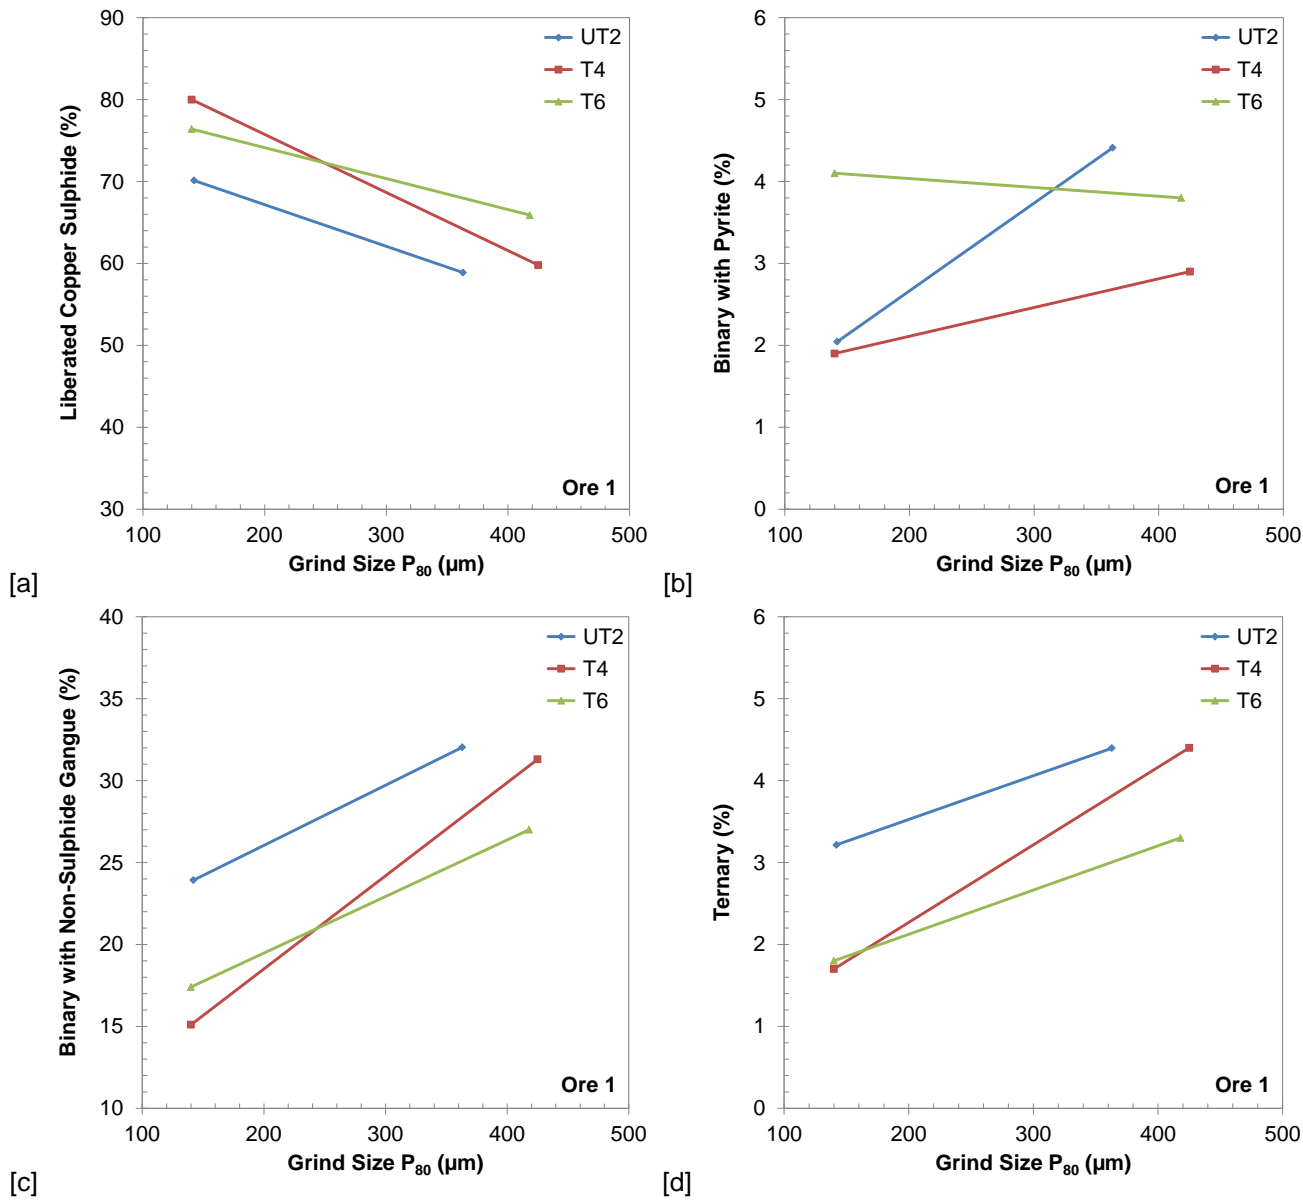 90
80
70
60
50
40
30
100 200 300 400 500
Liberated Copper Sulphide (%)
Grind Size P80 (µm)
UT2
T4
T6
Ore 1
[a]
6
5
4
3
2
1
0
100 200 300 400 500
Binary with Pyrite (%)
Grind Size P80 (µm)
UT2
T4
T6
Ore 1
[b]
40
35
30
25
20
15
10
100 200 300 400 500
Binary with Non-Sulphide Gangue (%)
Grind Size P80 (µm)
UT2
T4
T6
Ore 1
[c]
6
5
4
3
2
1
0
100 200 300 400 500
Ternary (%)
Grind Size P80 (µm)
UT2
T4
T6
Ore 1
[d]